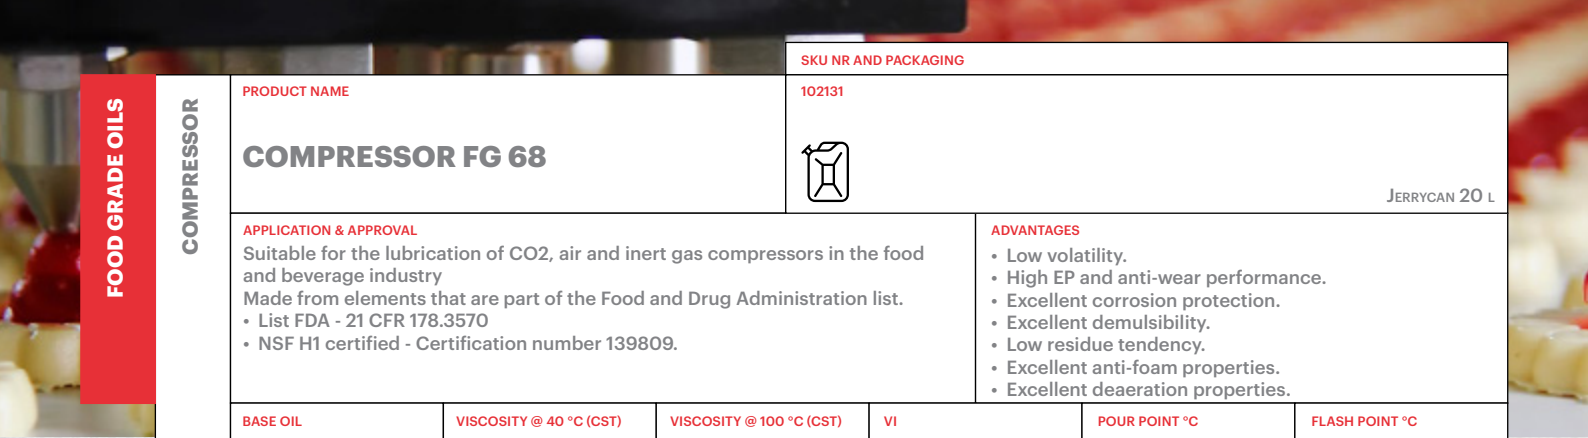 SKU NR AND PACKAGING
FOOD GRADE OILS
COMPRESSOR
PRODUCT NAME
COMPRESSOR FG 68
102131
JERRYCAN 20 L
APPLICATION & APPROVAL
Suitable for the lubrication of CO2, air and inert gas compressors in the food
and beverage industry
Made from elements that are part of the Food and Drug Administration list.
• List FDA - 21 CFR 178.3570
• NSF H1 certified - Certification number 139809.
ADVANTAGES
• Low volatility.
• High EP and anti-wear performance.
• Excellent corrosion protection.
• Excellent demulsibility.
• Low residue tendency.
• Excellent anti-foam properties.
• Excellent deaeration properties.
BASE OIL
VISCOSITY @ 40 °C (CST)
VISCOSITY @ 100 °C (CST)
VI
POUR POINT °C
FLASH POINT °C